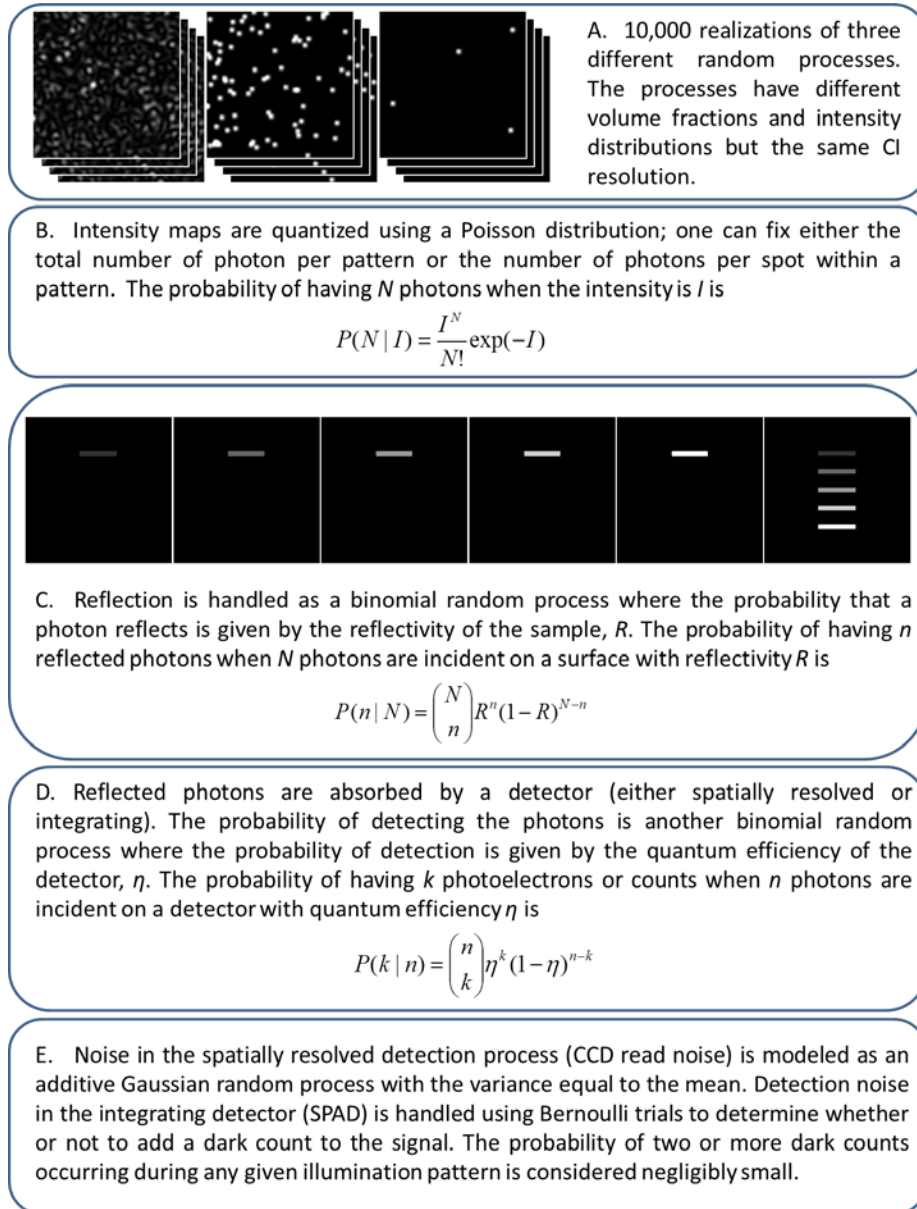 A. 10,000 realizations of three
different random processes.
The processes have different
volume fractions and intensity
distributions but the same CI
resolution.
B. Intensity maps are quantized using a Poisson distribution; one can fix either the
total number of photon per pattern or the number of photons per spot within a
pattern. The probability of having N photons when the intensity is I is
P(N | I) = \frac{I^N}{N!} exp(−I)
C. Reflection is handled as a binomial random process where the probability that a
photon reflects is given by the reflectivity of the sample, R. The probability of having n
reflected photons when N photons are incident on a surface with reflectivity R is
P(n | N) = \binom{N}{n} R^n (1 − R)^{N−n}
D. Reflected photons are absorbed by a detector (either spatially resolved or
integrating). The probability of detecting the photons is another binomial random
process where the probability of detection is given by the quantum efficiency of the
detector, η. The probability of having k photoelectrons or counts when n photons are
incident on a detector with quantum efficiency η is
P(k | n) = \binom{n}{k} η^k (1 − η)^{n−k}
E. Noise in the spatially resolved detection process (CCD read noise) is modeled as an
additive Gaussian random process with the variance equal to the mean. Detection noise
in the integrating detector (SPAD) is handled using Bernoulli trials to determine whether
or not to add a dark count to the signal. The probability of two or more dark counts
occurring during any given illumination pattern is considered negligibly small.